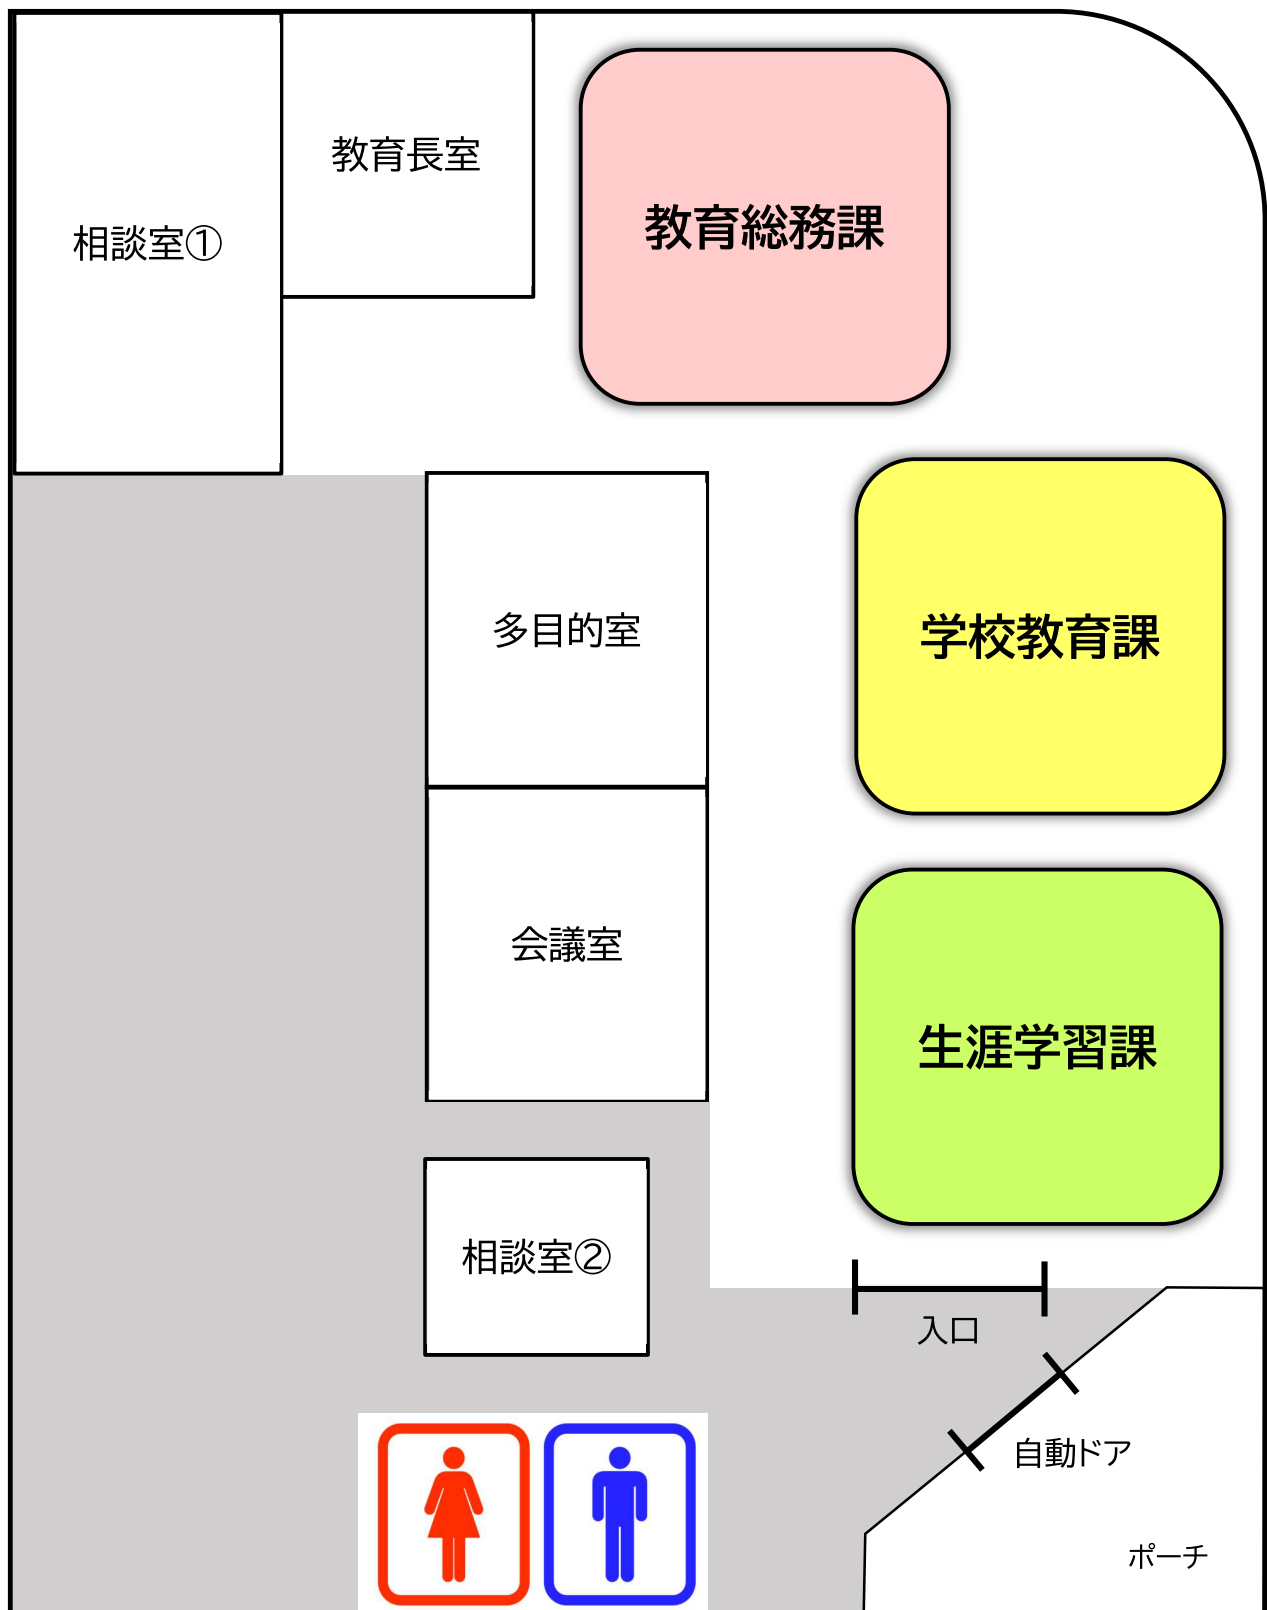 教育長室
教育総務課
相談室①
多目的室
学校教育課
会議室
生涯学習課
相談室②
入口
自動ドア
ポーチ